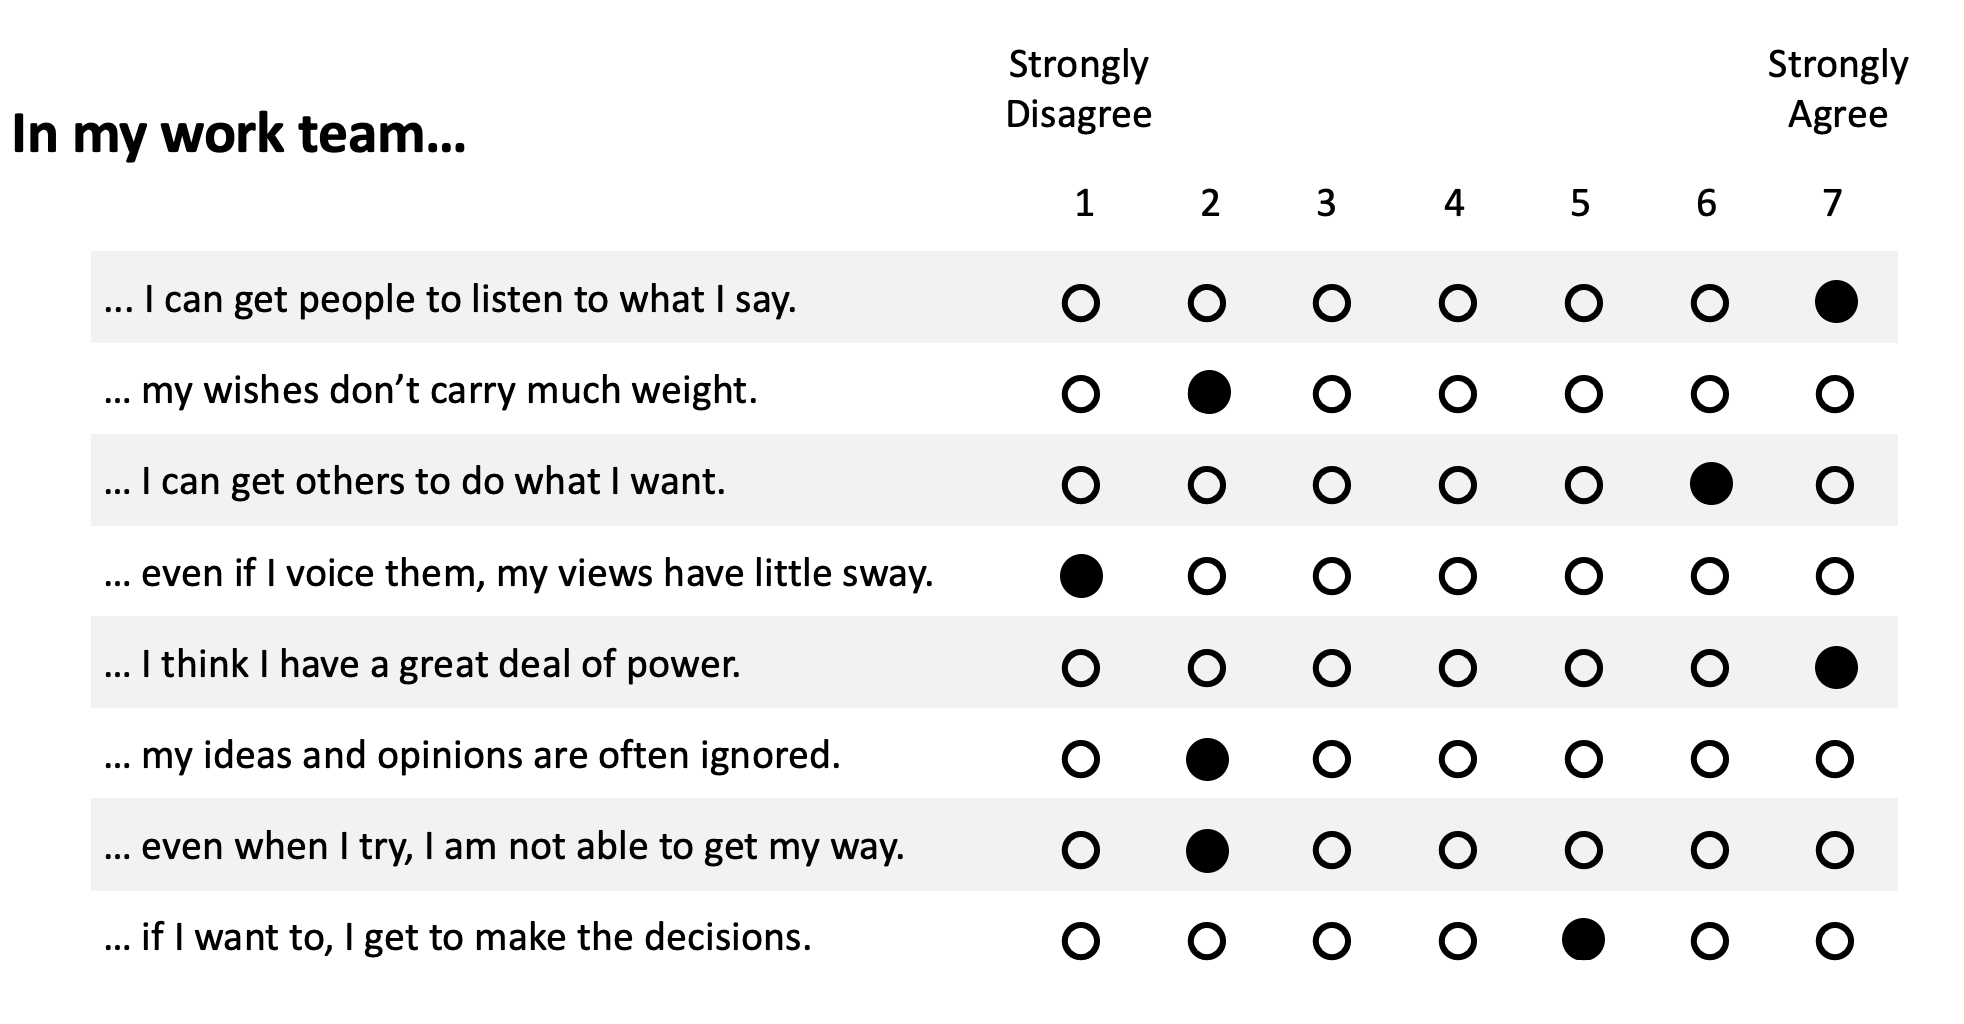 Strongly Disagree
Strongly Agree
In my work team...
1 2 3 4 5 6 7
... I can get people to listen to what I say.
... my wishes don’t carry much weight.
... I can get others to do what I want.
... even if I voice them, my views have little sway.
... I think I have a great deal of power.
... my ideas and opinions are often ignored.
... even when I try, I am not able to get my way.
... if I want to, I get to make the decisions.